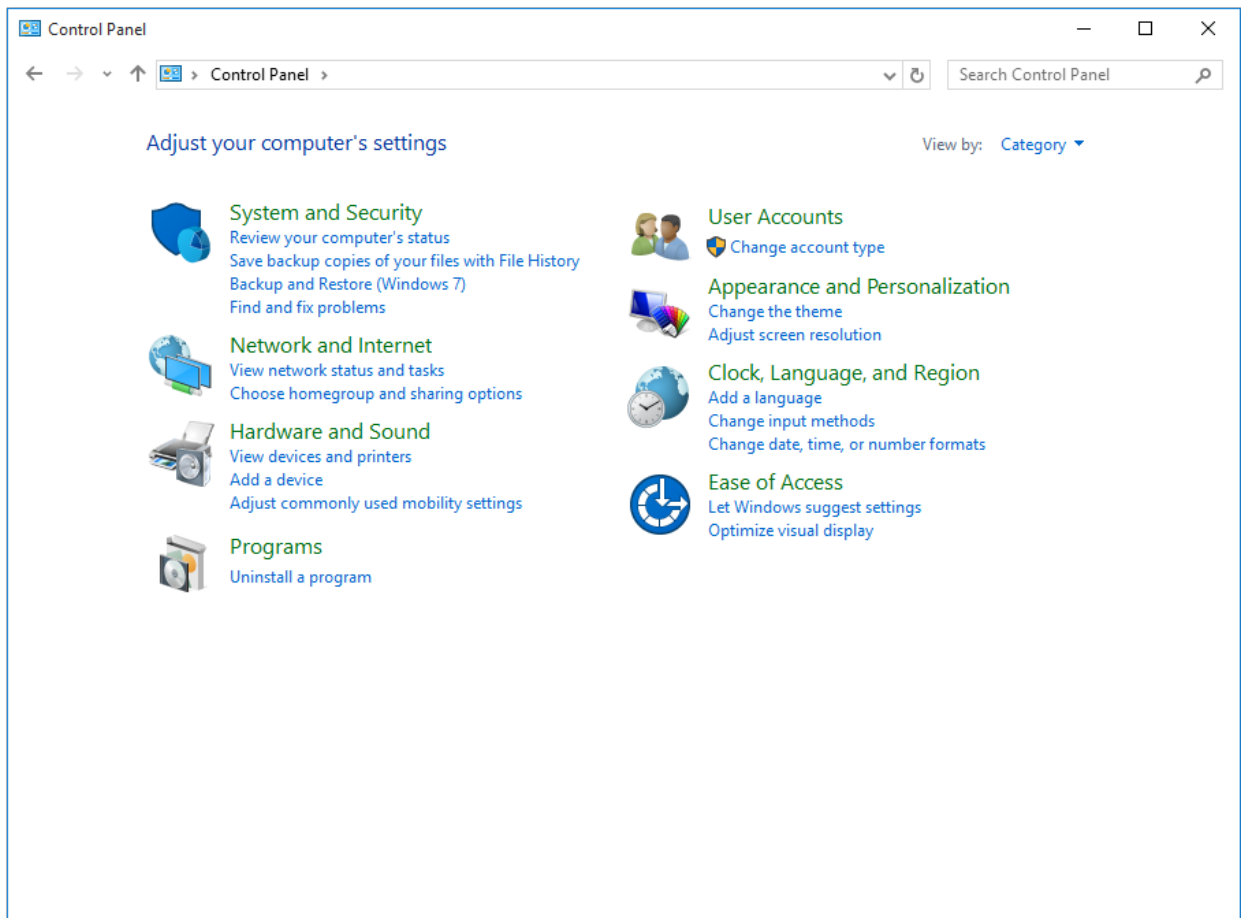 Control Panel
Control Panel
Search Control Panel
Adjust your computer's settings
View by: Category
System and Security
Review your computer's status
Save backup copies of your files with File History
Backup and Restore (Windows 7)
Find and fix problems
Network and Internet
View network status and tasks
Choose homegroup and sharing options
Hardware and Sound
View devices and printers
Add a device
Adjust commonly used mobility settings
Programs
Uninstall a program
User Accounts
Change account type
Appearance and Personalization
Change the theme
Adjust screen resolution
Clock, Language, and Region
Add a language
Change input methods
Change date, time, or number formats
Ease of Access
Let Windows suggest settings
Optimize visual display